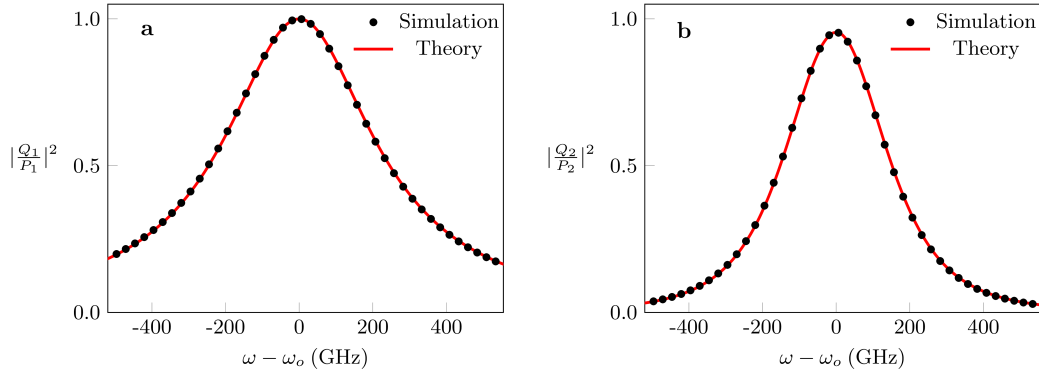 a
Simulation
Theory
1.0
0.5
0.0
|Q₁/P₁|²
-400 -200 0 200 400
ω − ωₒ (GHz)
b
Simulation
Theory
1.0
0.5
0.0
|Q₂/P₂|²
-400 -200 0 200 400
ω − ωₒ (GHz)